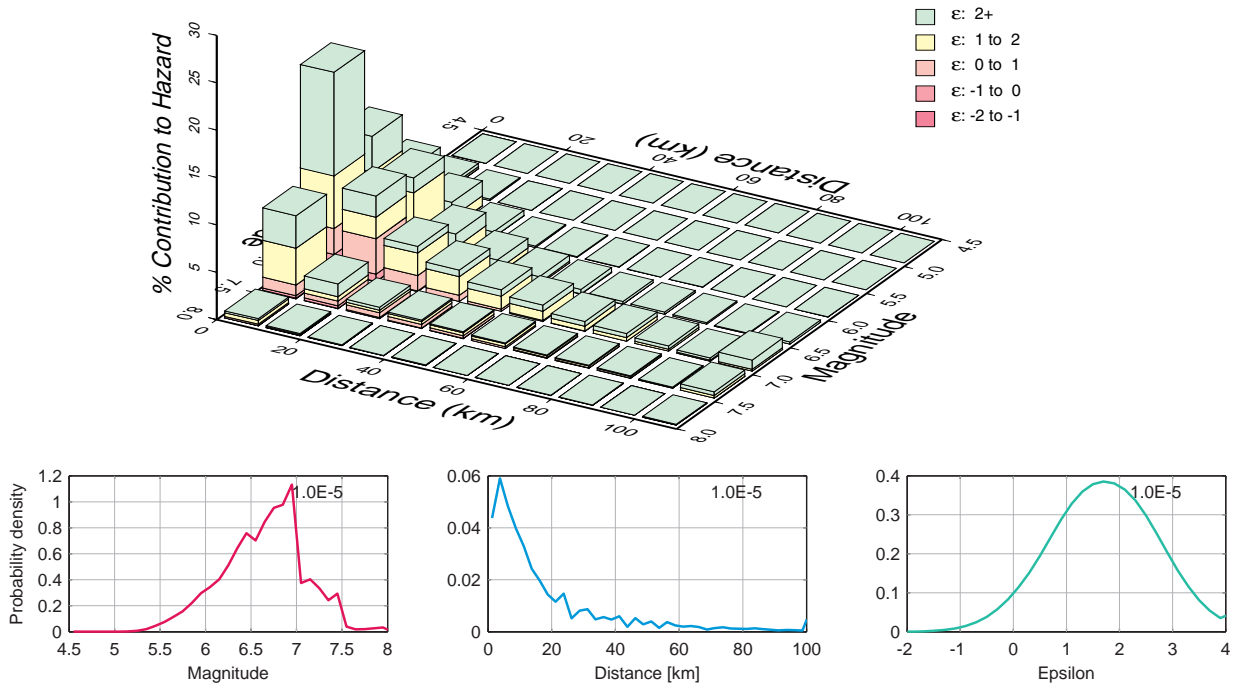 ε: 2+
ε: 1 to 2
ε: 0 to 1
ε: -1 to 0
ε: -2 to -1
% Contribution to Hazard
30
25
20
15
10
5
0
8.0
7.5
4.5
0
20
40
60
80
100
Distance (km)
4.5
5.0
5.5
6.0
6.5
7.0
7.5
8.0
Magnitude
20
40
60
80
100
Distance (km)
Probability density
1.2
1
0.8
0.6
0.4
0.2
0
4.5 5 5.5 6 6.5 7 7.5 8
Magnitude
1.0E-5
0.06
0.04
0.02
0
0 20 40 60 80 100
Distance [km]
1.0E-5
0.4
0.3
0.2
0.1
0
-2 -1 0 1 2 3 4
Epsilon
1.0E-5